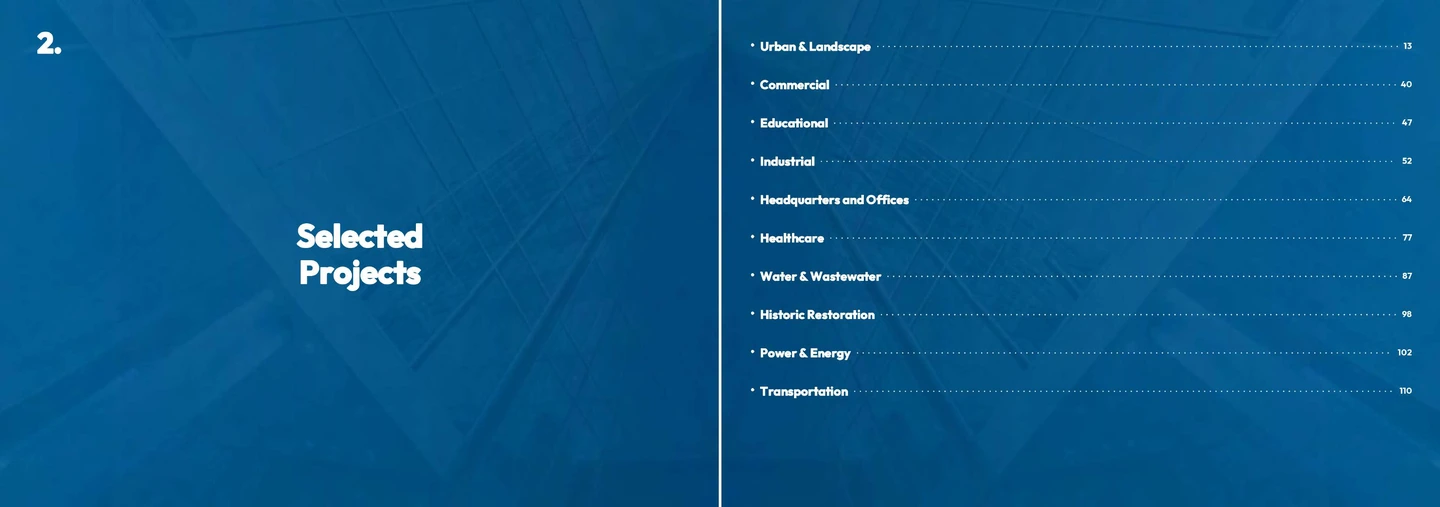 2.
Selected
Projects
• Urban & Landscape 13
• Commercial 40
• Educational 47
• Industrial 52
• Headquarters and Offices 64
• Healthcare 77
• Water & Wastewater 87
• Historic Restoration 98
• Power & Energy 102
• Transportation 110